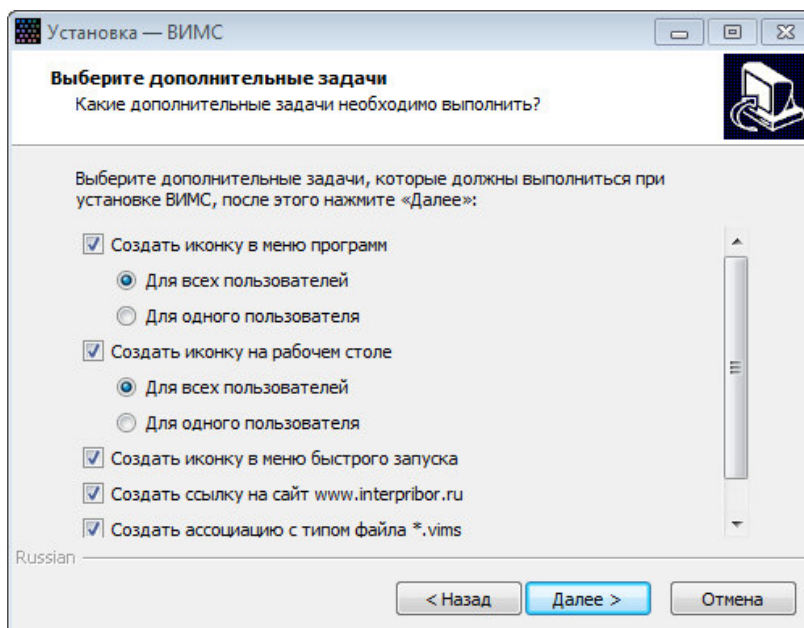 Установка — ВИМС
Выберите дополнительные задачи
Какие дополнительные задачи необходимо выполнить?
Выберите дополнительные задачи, которые должны выполниться при
установке ВИМС, после этого нажмите «Далее»:
Создать иконку в меню программ
Для всех пользователей
Для одного пользователя
Создать иконку на рабочем столе
Для всех пользователей
Для одного пользователя
Создать иконку в меню быстрого запуска
Создать ссылку на сайт www.interpribor.ru
Создать ассоциацию с типом файла *.vims
Russian
< Назад Далее > Отмена